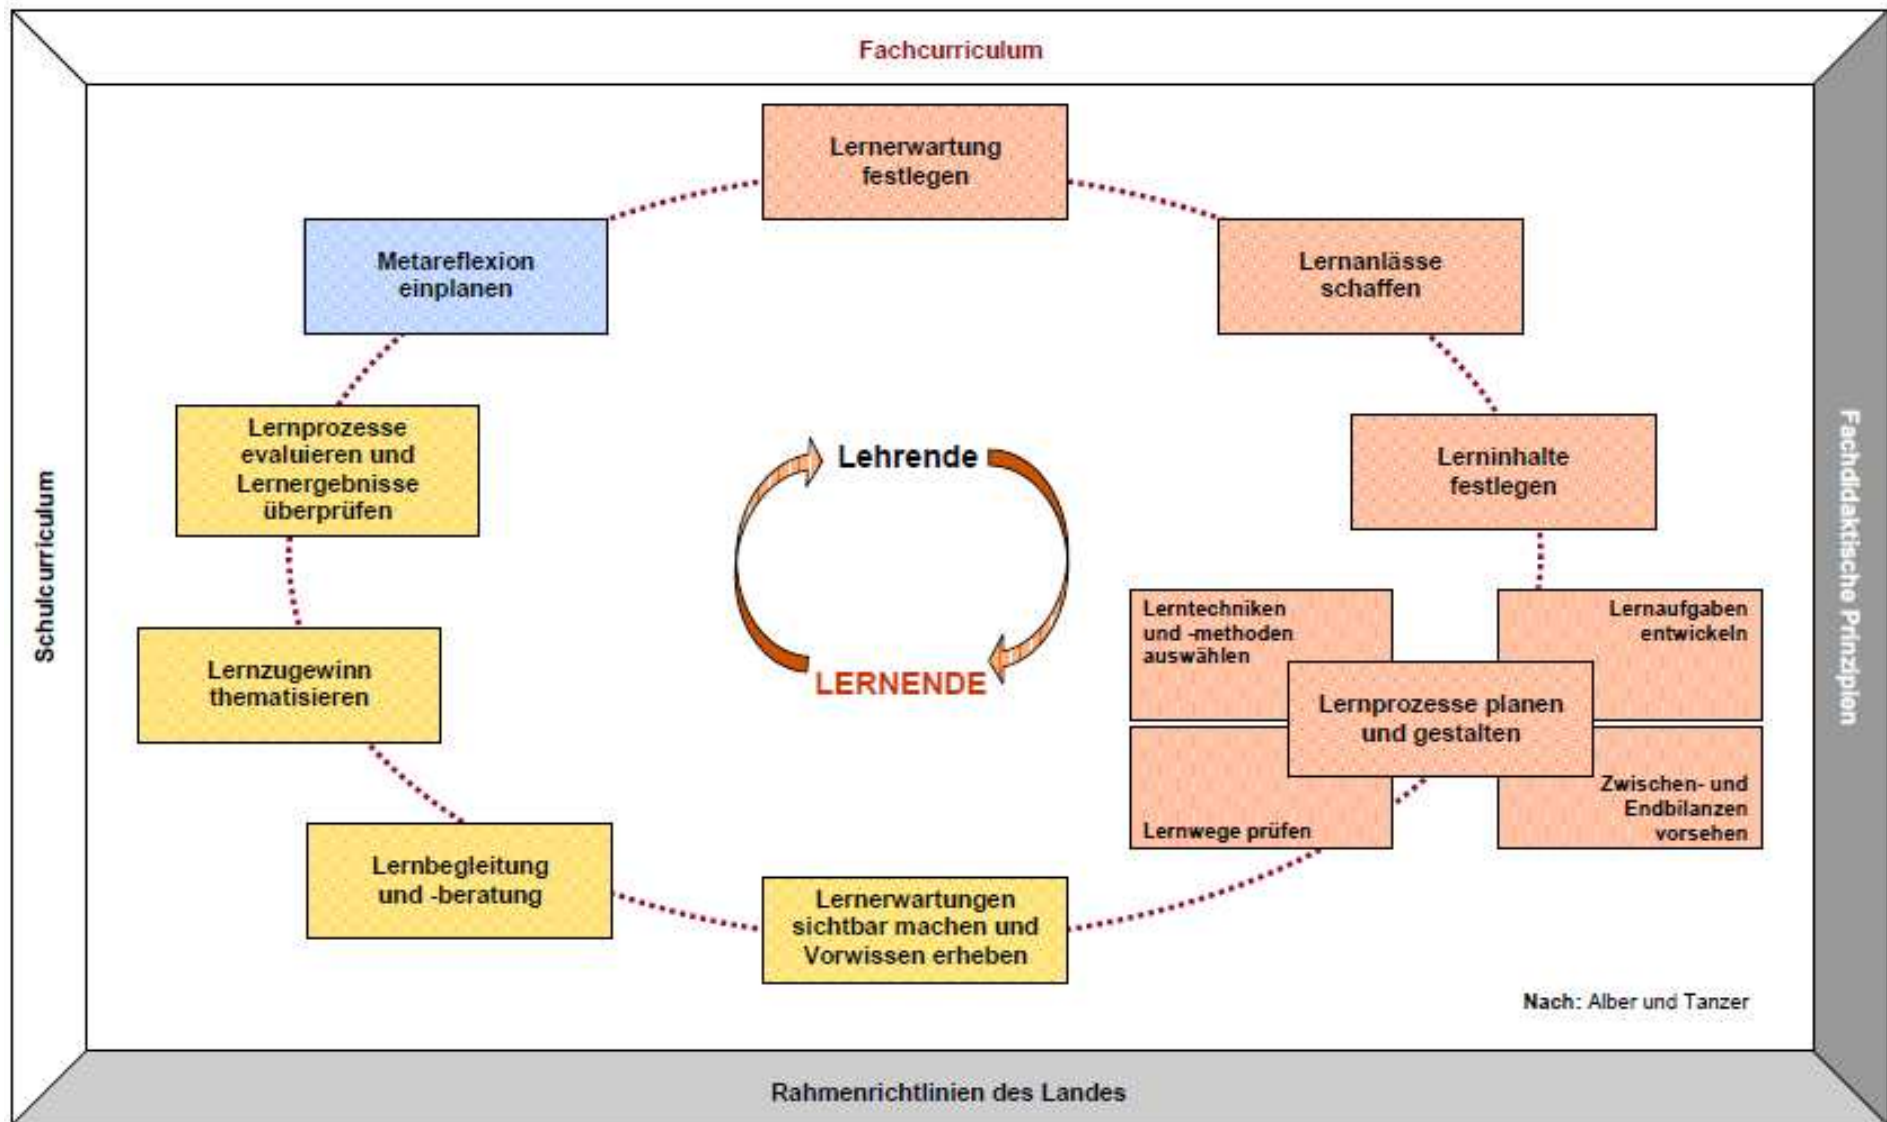 Fachcurriculum
Lernerwartung
festlegen
Metareflexion
einplanen
Lernanlässe
schaffen
Lernprozesse
evaluieren und
Lernergebnisse
überprüfen
Lehrende
LERNENDE
Lerninhalte
festlegen
Schulcurriculum
Fachdidaktische Prinzipien
Lerntechniken
und -methoden
auswählen
Lernaufgaben
entwickeln
Lernprozesse planen
und gestalten
Lernwege prüfen
Zwischen- und
Endbilanzen
vorsehen
Lernzugewinn
thematisieren
Lernbegleitung
und -beratung
Lernerwartungen
sichtbar machen und
Vorwissen erheben
Nach: Alber und Tanzer
Rahmenrichtlinien des Landes